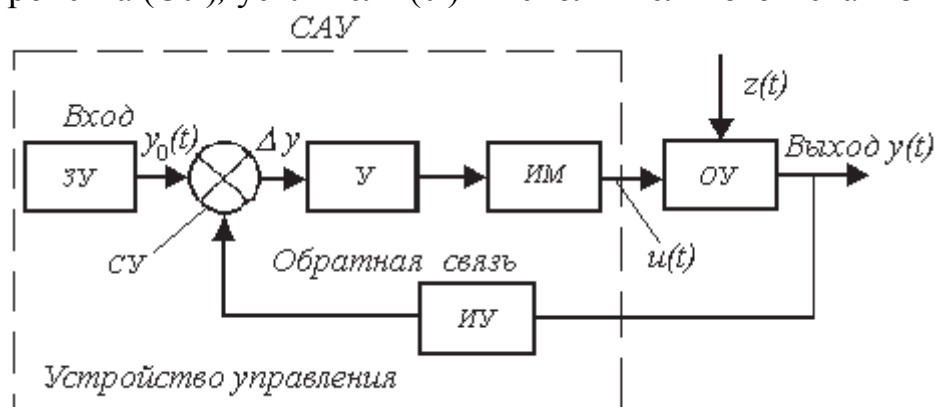 САУ
z(t)
Вход
y₀(t)
Δy
Выход y(t)
ЗУ
У
ИМ
ОУ
СУ
Обратная связь
u(t)
ИУ
Устройство управления